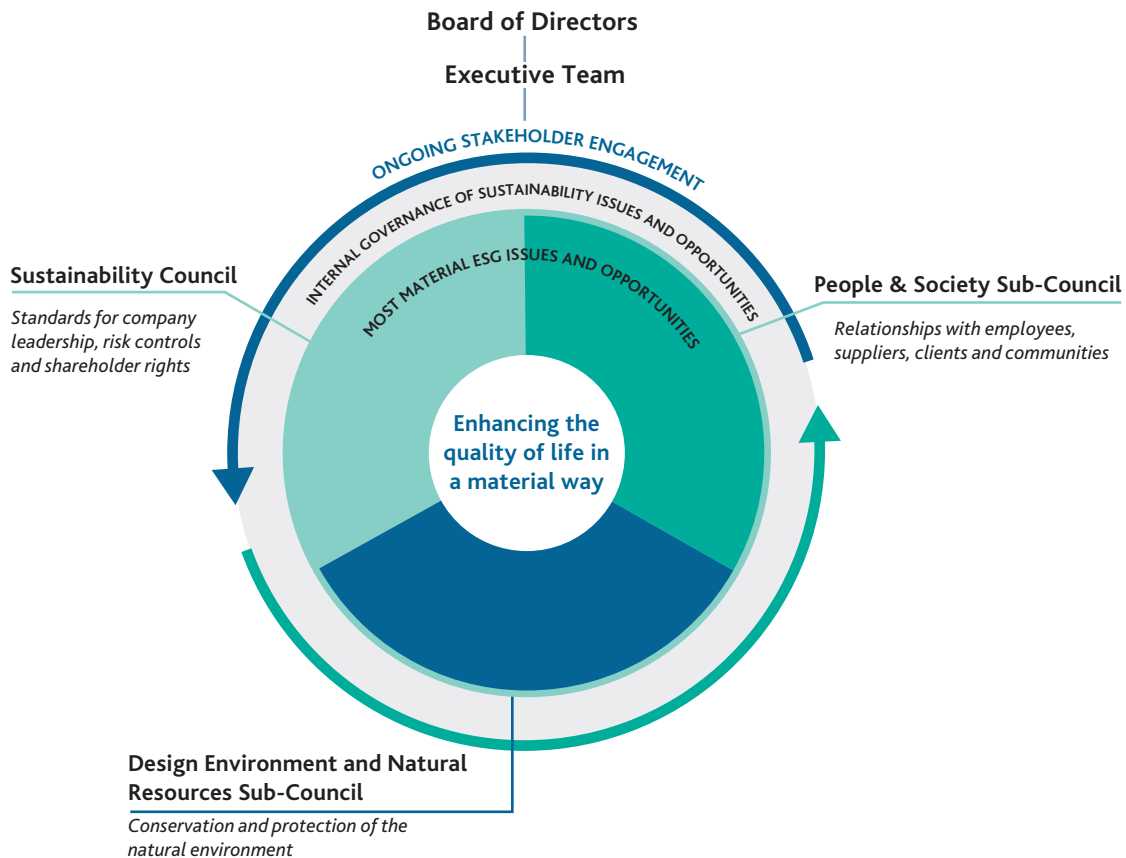 Board of Directors
Executive Team
ONGOING STAKEHOLDER ENGAGEMENT
INTERNAL GOVERNANCE OF SUSTAINABILITY ISSUES AND OPPORTUNITIES
MOST MATERIAL ESG ISSUES AND OPPORTUNITIES
Sustainability Council
Standards for company
leadership, risk controls
and shareholder rights
People & Society Sub-Council
Relationships with employees,
suppliers, clients and communities
Enhancing the
quality of life in
a material way
Design Environment and Natural
Resources Sub-Council
Conservation and protection of the
natural environment